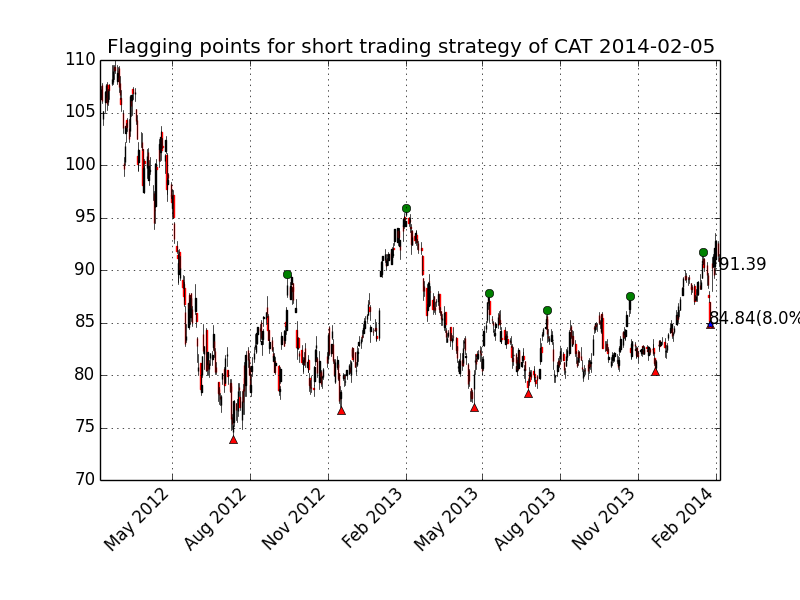 Flagging points for short trading strategy of CAT 2014-02-05
110
105
100
95
90
85
80
75
70
91.39
84.84(8.0%
May 2012
Aug 2012
Nov 2012
Feb 2013
May 2013
Aug 2013
Nov 2013
Feb 2014